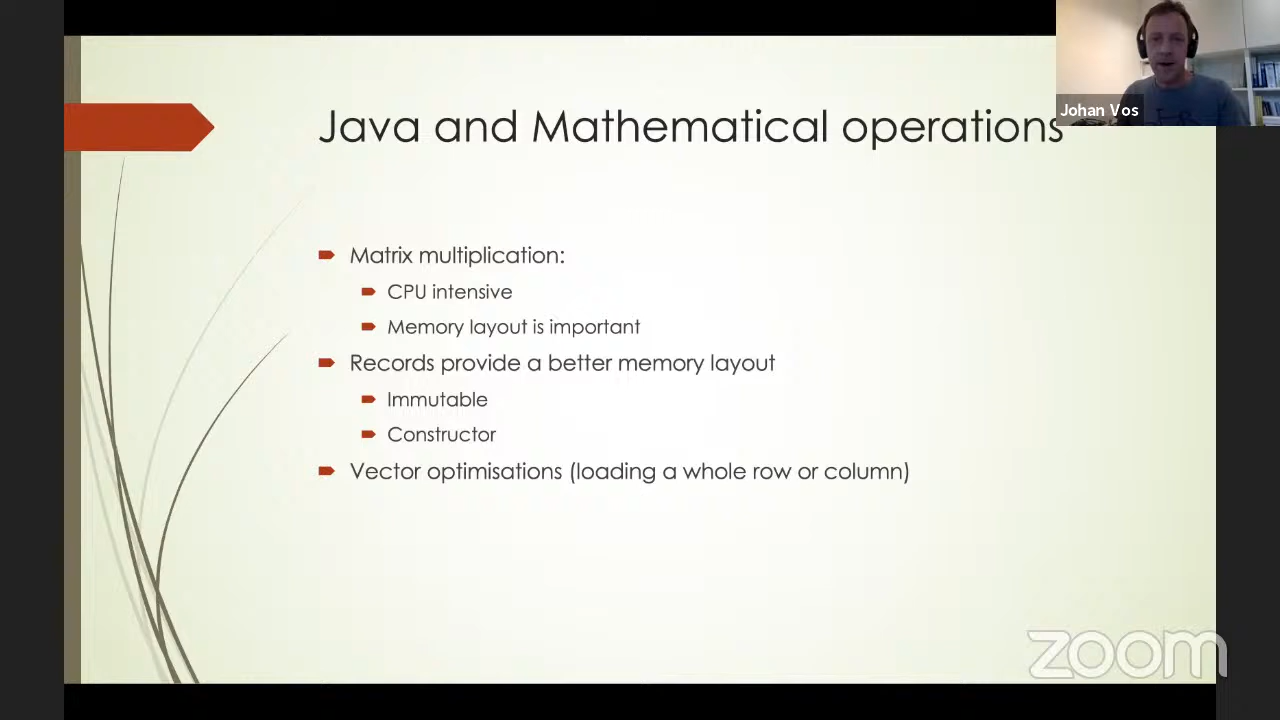 Java and Mathematical operations
Johan Vos
Matrix multiplication:
CPU intensive
Memory layout is important
Records provide a better memory layout
Immutable
Constructor
Vector optimisations (loading a whole row or column)
zoom